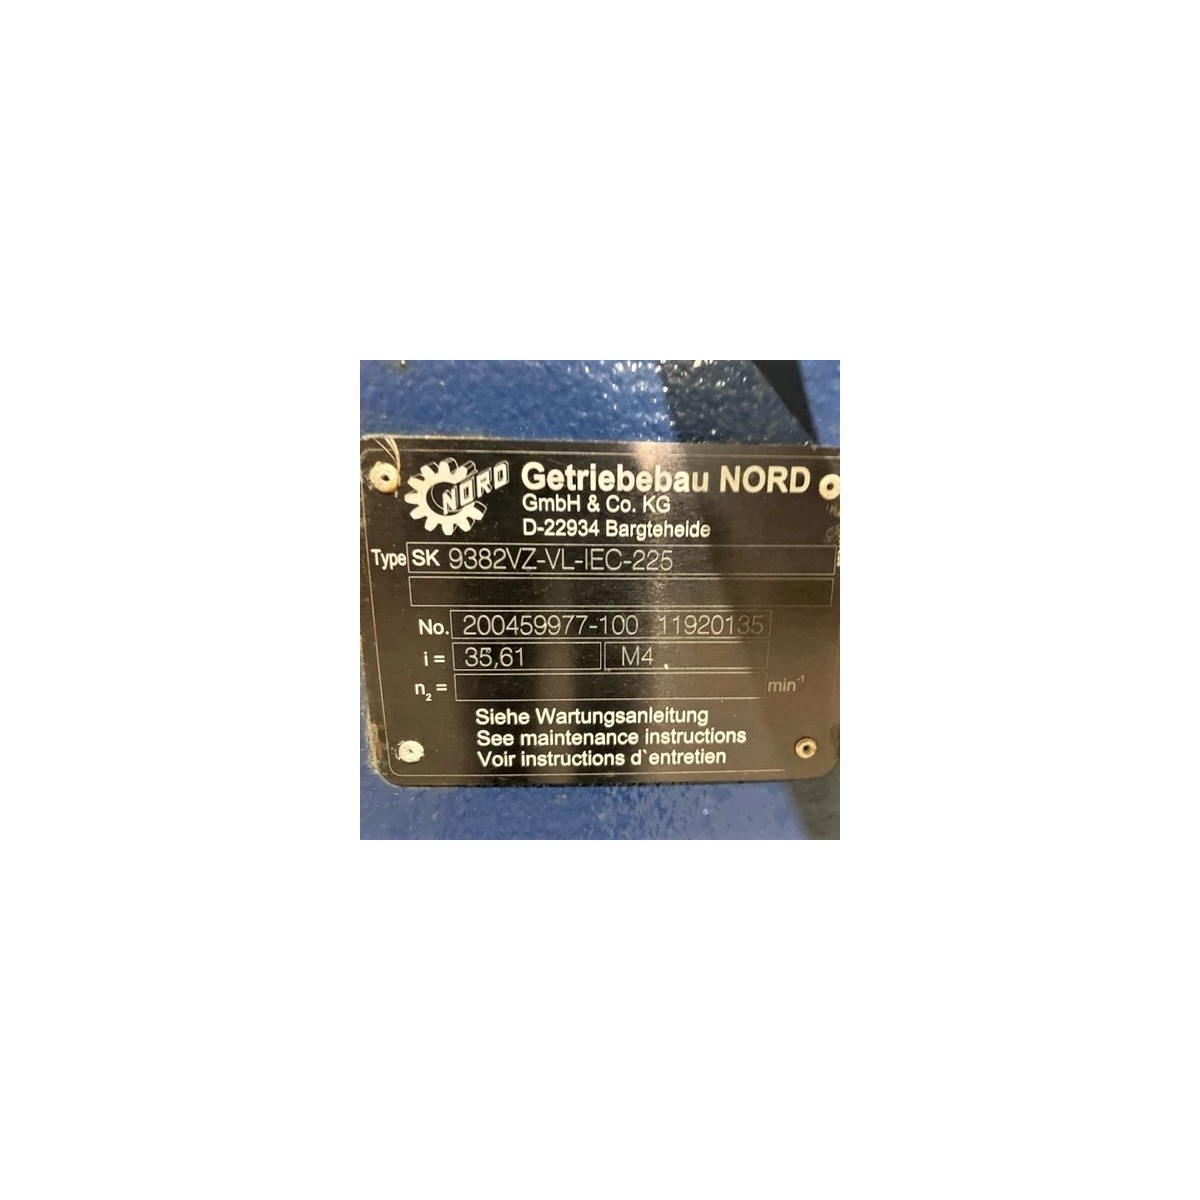 NORD
Getriebebau NORD
GmbH & Co. KG
D-22934 Bargteheide
Type SK 9382VZ-VL-IEC-225
No. 200459977-100 11920135
i = 35,61 M4
n₂ = min⁻¹
Siehe Wartungsanleitung
See maintenance instructions
Voir instructions d`entretien